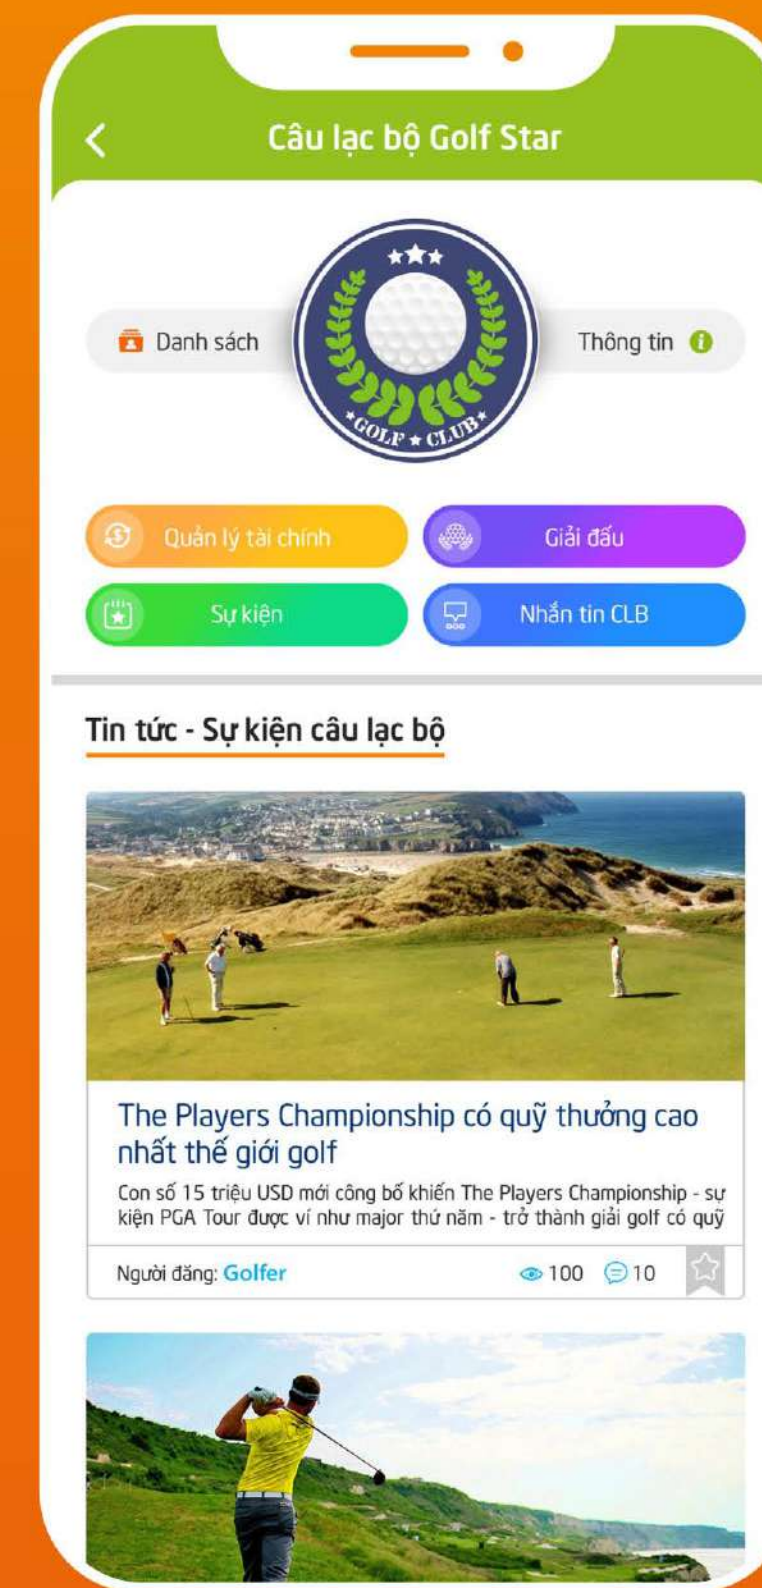 Câu lạc bộ Golf Star
Danh sách
Thông tin
GOLF ★ CLUB
Quản lý tài chính
Giải đấu
Sự kiện
Nhắn tin CLB
Tin tức - Sự kiện câu lạc bộ
The Players Championship có quỹ thưởng cao
nhất thế giới golf
Con số 15 triệu USD mới công bố khiến The Players Championship - sự
kiện PGA Tour được ví như major thứ năm - trở thành giải golf có quỹ
Người đăng: Golfer
100
10